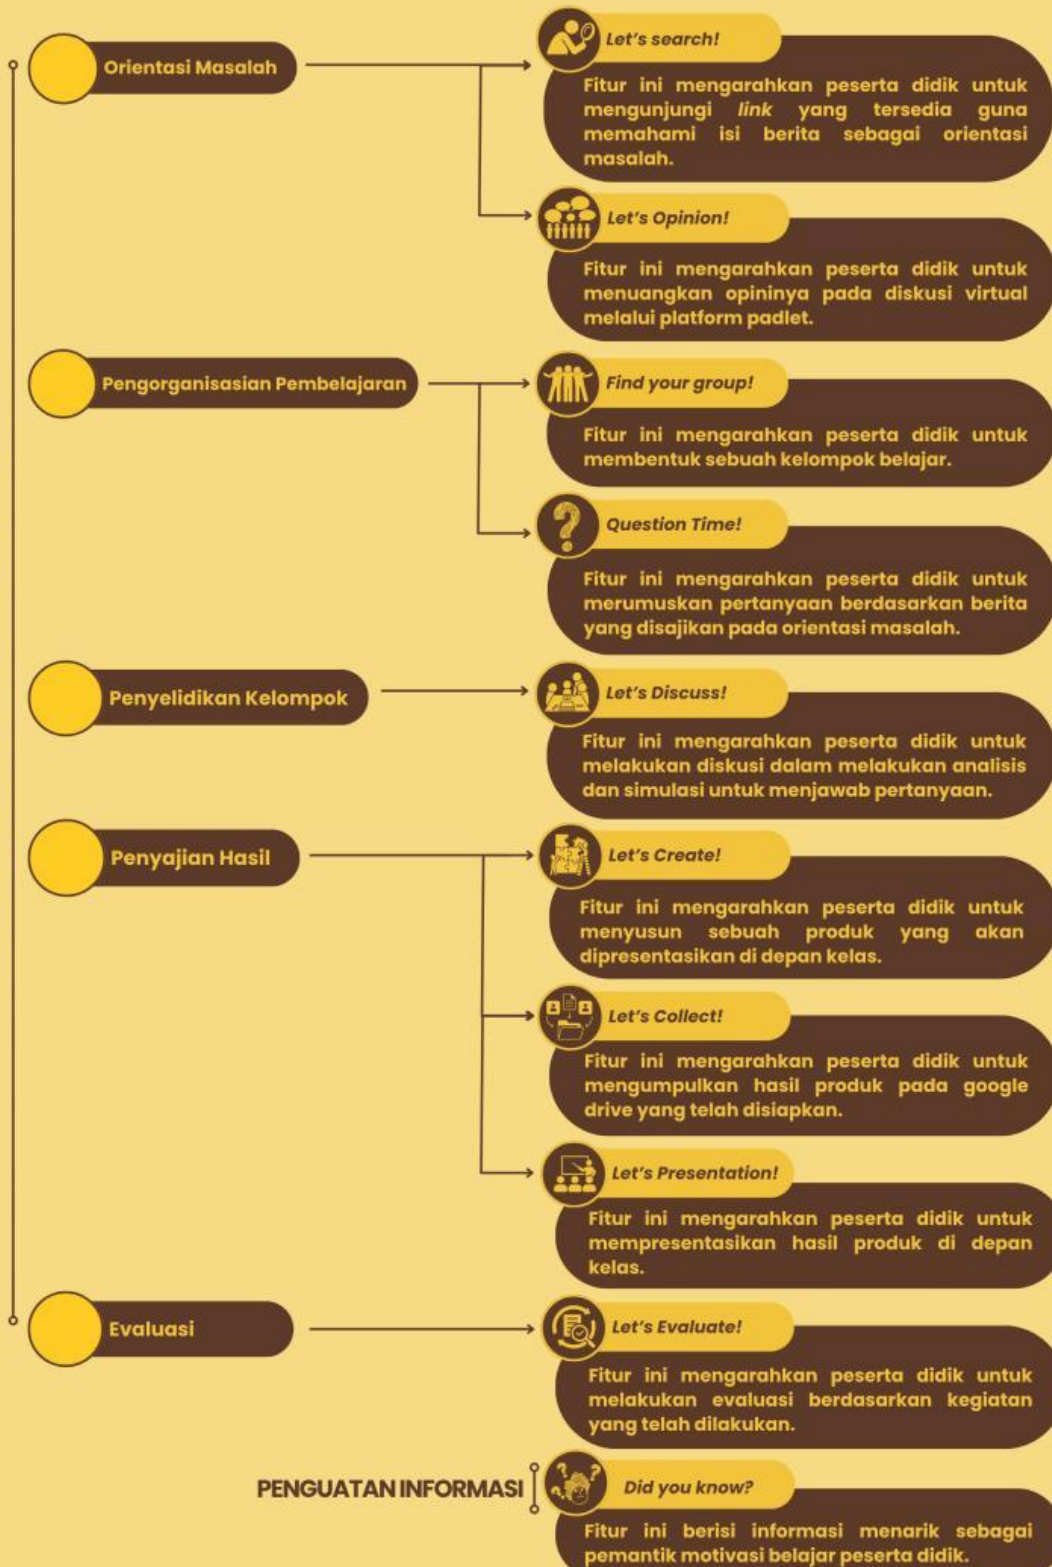 Orientasi Masalah
Let's search!
Fitur ini mengarahkan peserta didik untuk
mengunjungi link yang tersedia guna
memahami isi berita sebagai orientasi
masalah.
Let's Opinion!
Fitur ini mengarahkan peserta didik untuk
menuangkan opininya pada diskusi virtual
melalui platform padlet.
Pengorganisasian Pembelajaran
Find your group!
Fitur ini mengarahkan peserta didik untuk
membentuk sebuah kelompok belajar.
Question Time!
Fitur ini mengarahkan peserta didik untuk
merumuskan pertanyaan berdasarkan berita
yang disajikan pada orientasi masalah.
Penyelidikan Kelompok
Let's Discuss!
Fitur ini mengarahkan peserta didik untuk
melakukan diskusi dalam melakukan analisis
dan simulasi untuk menjawab pertanyaan.
Penyajian Hasil
Let's Create!
Fitur ini mengarahkan peserta didik untuk
menyusun sebuah produk yang akan
dipresentasikan di depan kelas.
Let's Collect!
Fitur ini mengarahkan peserta didik untuk
mengumpulkan hasil produk pada google
drive yang telah disiapkan.
Let's Presentation!
Fitur ini mengarahkan peserta didik untuk
mempresentasikan hasil produk di depan
kelas.
Evaluasi
Let's Evaluate!
Fitur ini mengarahkan peserta didik untuk
melakukan evaluasi berdasarkan kegiatan
yang telah dilakukan.
PENGUATAN INFORMASI
Did you know?
Fitur ini berisi informasi menarik sebagai
pemantik motivasi belajar peserta didik.